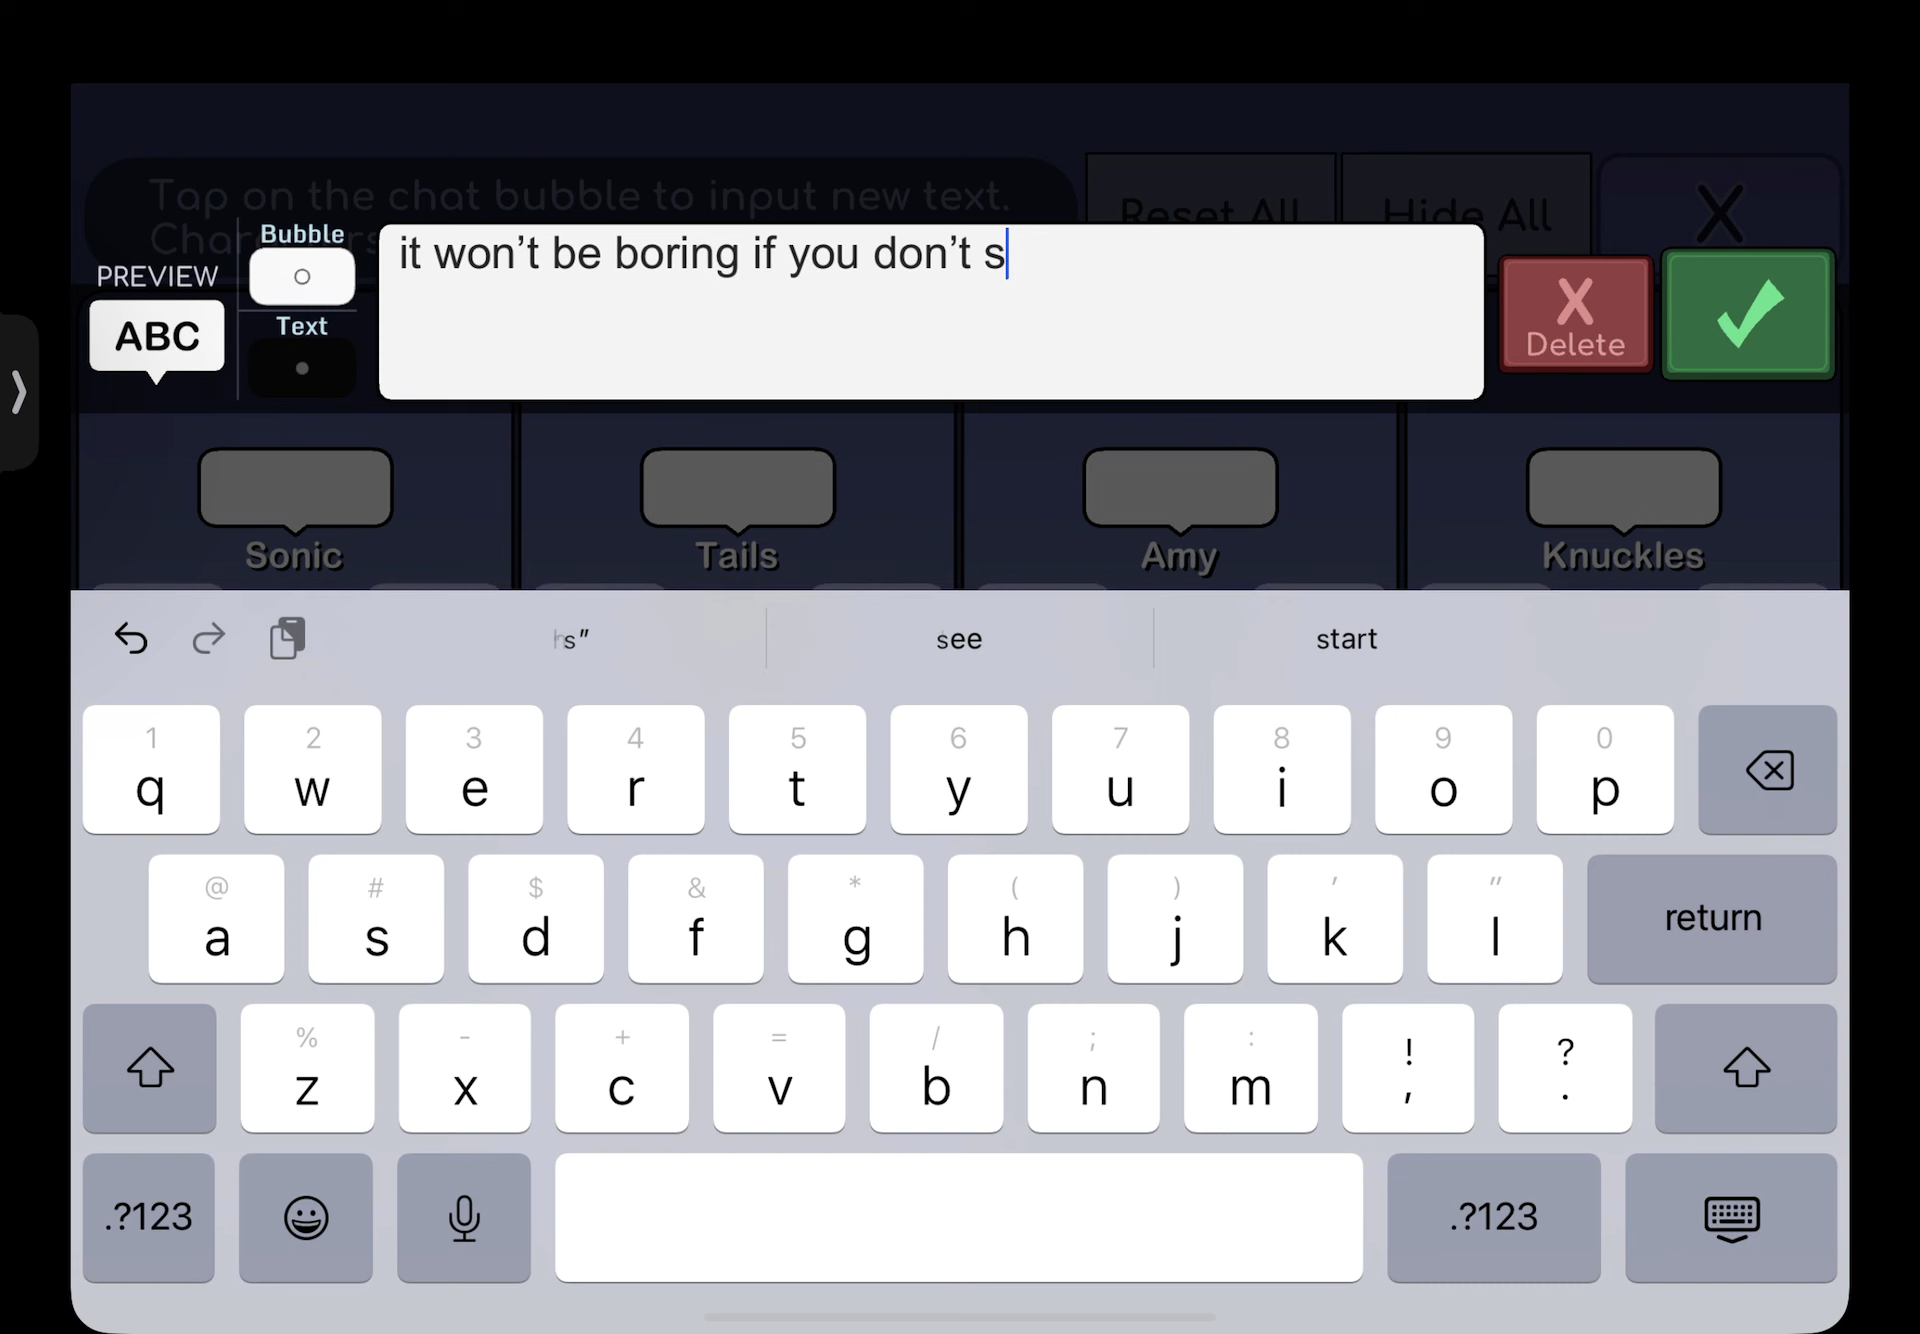 Tap on the chat bubble to input new text.
Reset All
Hide All
X
Bubble
PREVIEW
ABC
Text
it won’t be boring if you don’t s
X
Delete
Sonic
Tails
Amy
Knuckles
s”
see
start
1 2 3 4 5 6 7 8 9 0
q w e r t y u i o p
@ # $ & * ( ) ' "
a s d f g h j k l
return
% - + = / ; : ! ?
z x c v b n m , .
.?123
.?123